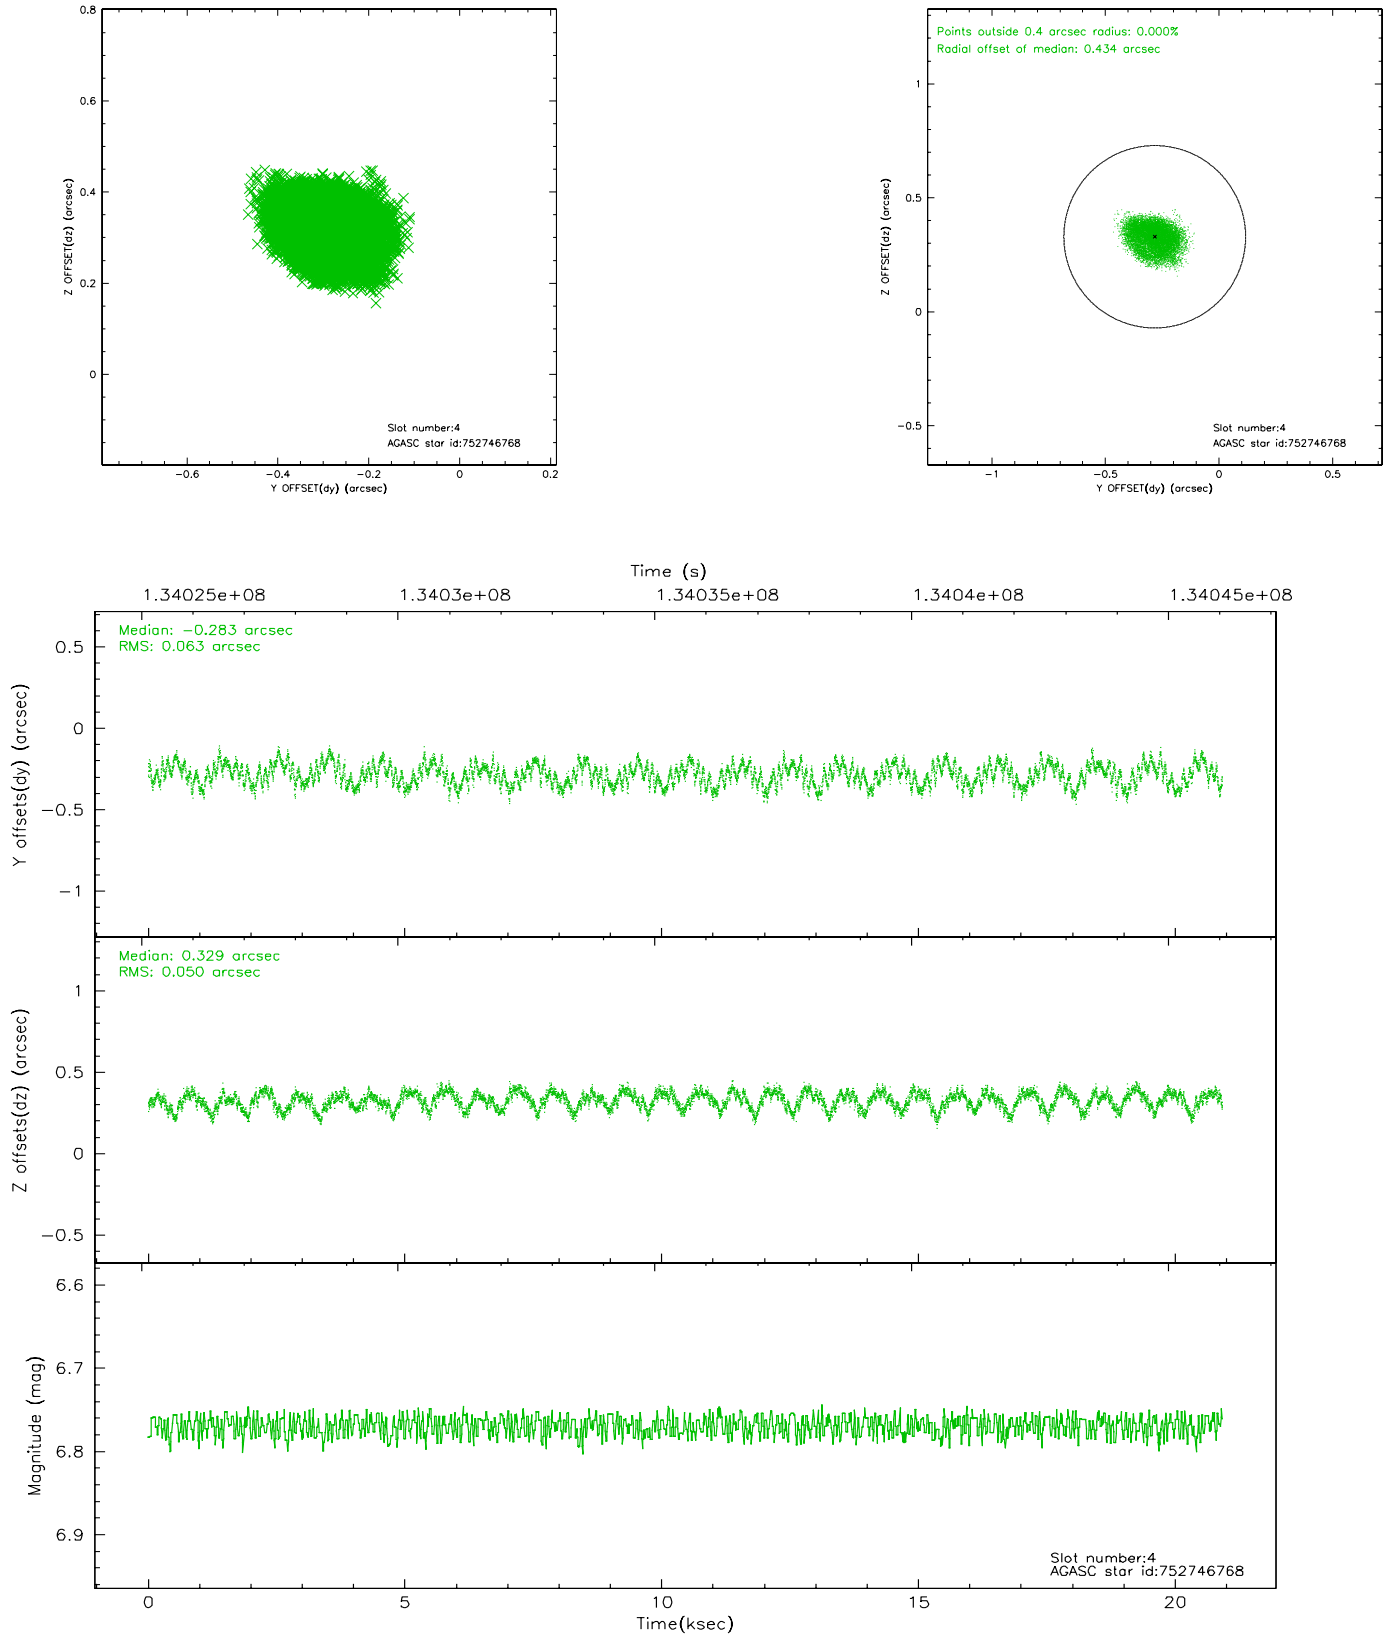 0.8
0.6
0.4
0.2
0
Z OFFSET(dz) (arcsec)
Slot number:4
AGASC star id:752746768
-0.6
-0.4
-0.2
0
0.2
Y OFFSET(dy) (arcsec)
Points outside 0.4 arcsec radius: 0.000%
Radial offset of median: 0.434 arcsec
1
0.5
0
-0.5
Z OFFSET(dz) (arcsec)
Slot number:4
AGASC star id:752746768
-1
-0.5
0
0.5
Y OFFSET(dy) (arcsec)
Time (s)
1.34025e+08
1.3403e+08
1.34035e+08
1.3404e+08
1.34045e+08
Median: -0.283 arcsec
RMS: 0.063 arcsec
0.5
0
-0.5
-1
Y offsets(dy) (arcsec)
Median: 0.329 arcsec
RMS: 0.050 arcsec
1
0.5
0
-0.5
Z offsets(dz) (arcsec)
6.6
6.7
6.8
6.9
Magnitude (mag)
Slot number:4
AGASC star id:752746768
0
5
10
15
20
Time(ksec)